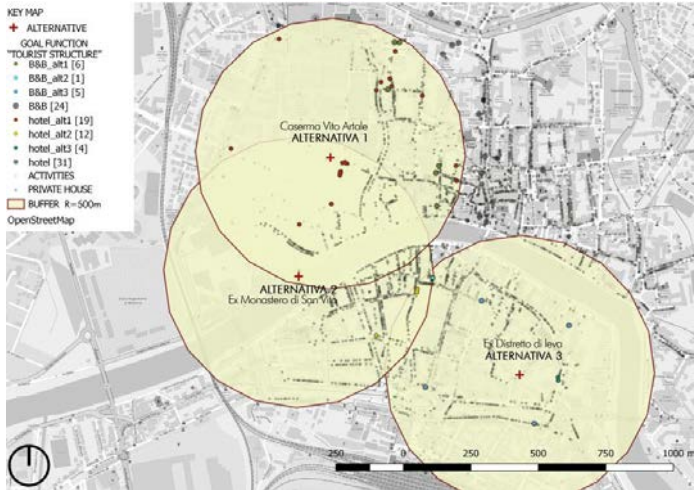 KEY MAP
ALTERNATIVE
GOAL FUNCTION
"TOURIST STRUCTURE"
B&B_alt1 [6]
B&B_alt2 [1]
B&B_alt3 [5]
B&B [24]
hotel_alt1 [19]
hotel_alt2 [12]
hotel_alt3 [4]
hotel [31]
ACTIVITIES
PRIVATE HOUSE
BUFFER R=500m
OpenStreetMap
Caserma Vito Artale
ALTERNATIVA 1
ALTERNATIVA 2
Ex Monastero di San Vito
Ex Distretto di leva
ALTERNATIVA 3
250 0 250 500 750 1000 m